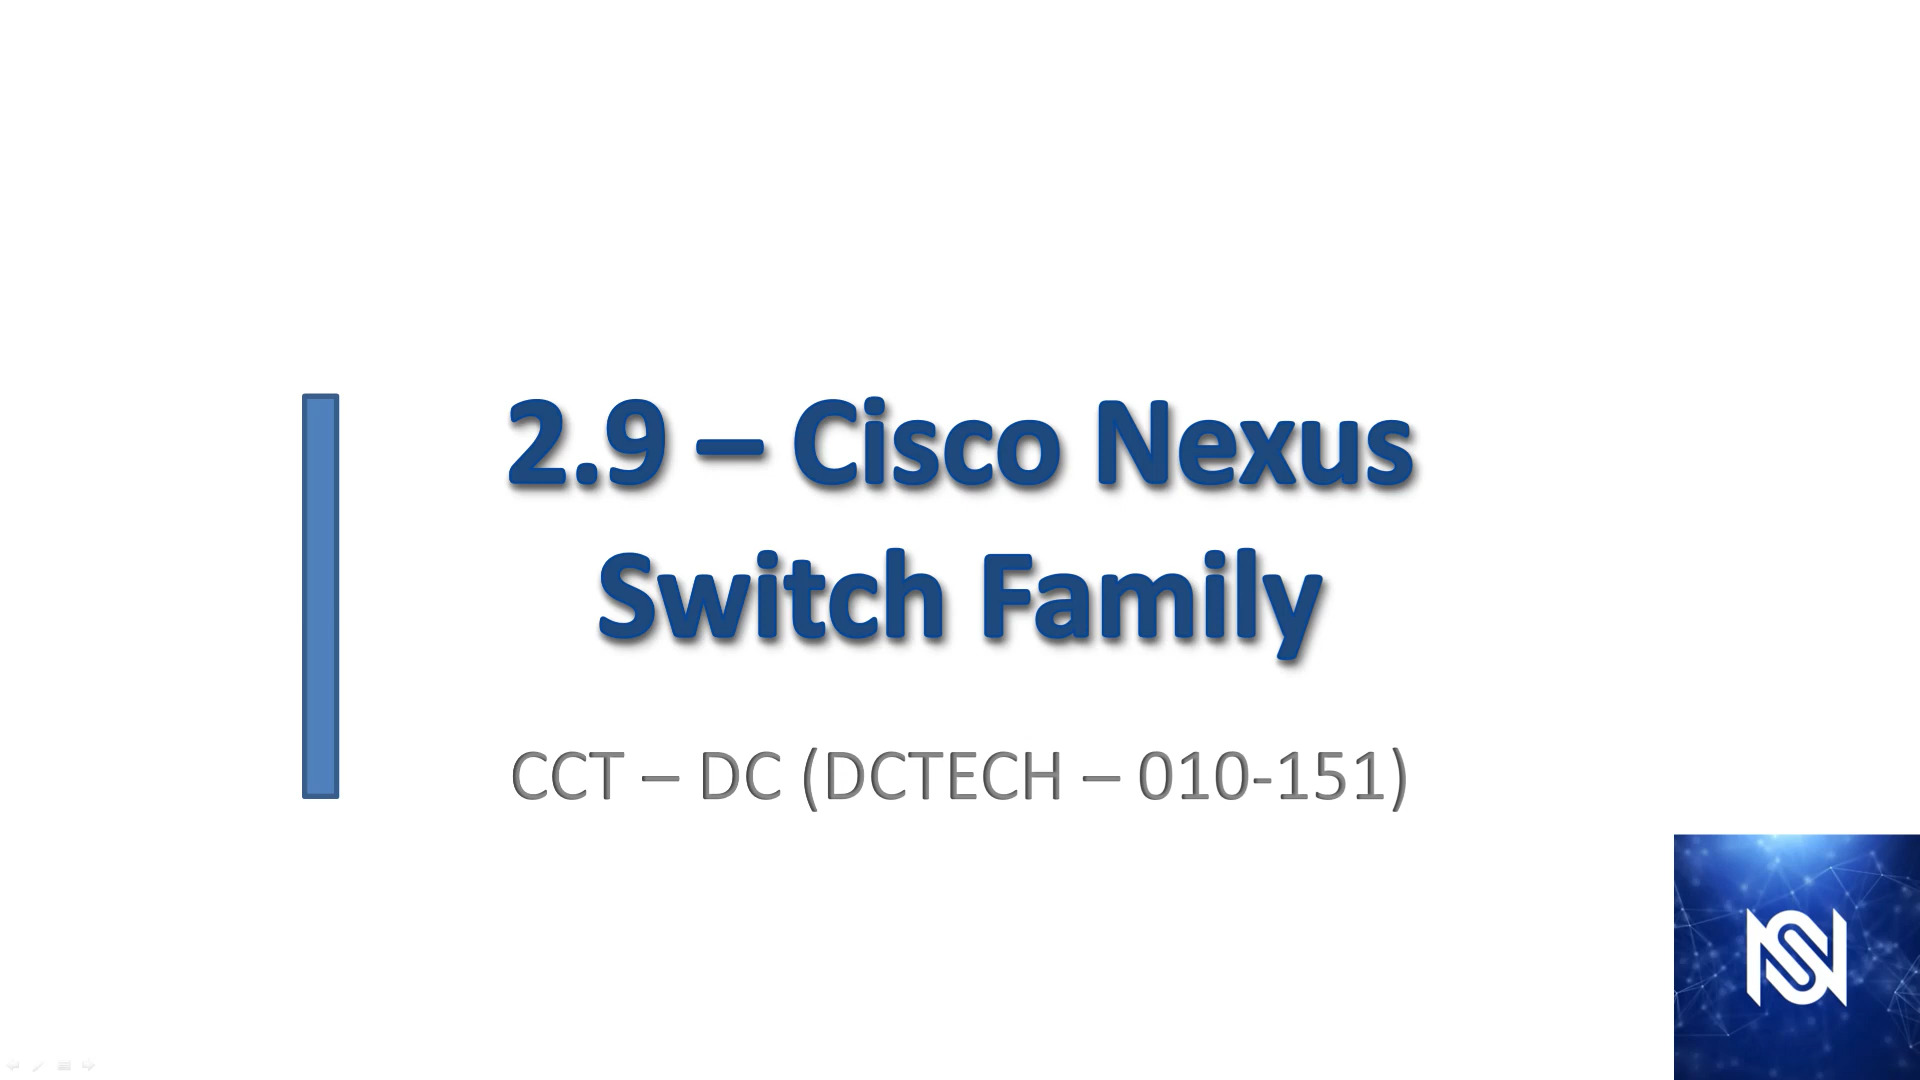 2.9 – Cisco Nexus
Switch Family
CCT – DC (DCTECH – 010-151)